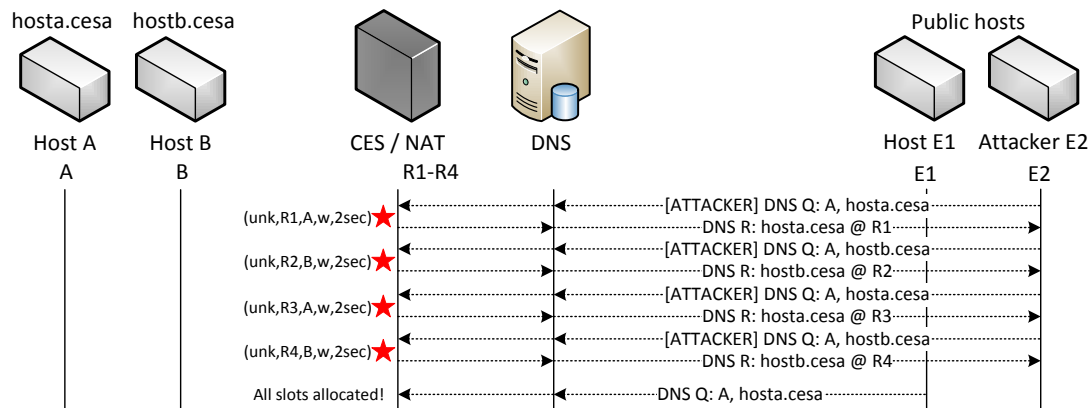 hosta.cesa hostb.cesa Public hosts
Host A Host B CES / NAT DNS Host E1 Attacker E2
A B R1-R4 E1 E2
[ATTACKER] DNS Q: A, hosta.cesa
(unk,R1,A,w,2sec)
DNS R: hosta.cesa @ R1
[ATTACKER] DNS Q: A, hostb.cesa
(unk,R2,B,w,2sec)
DNS R: hostb.cesa @ R2
[ATTACKER] DNS Q: A, hosta.cesa
(unk,R3,A,w,2sec)
DNS R: hosta.cesa @ R3
[ATTACKER] DNS Q: A, hostb.cesa
(unk,R4,B,w,2sec)
DNS R: hostb.cesa @ R4
All slots allocated! DNS Q: A, hosta.cesa